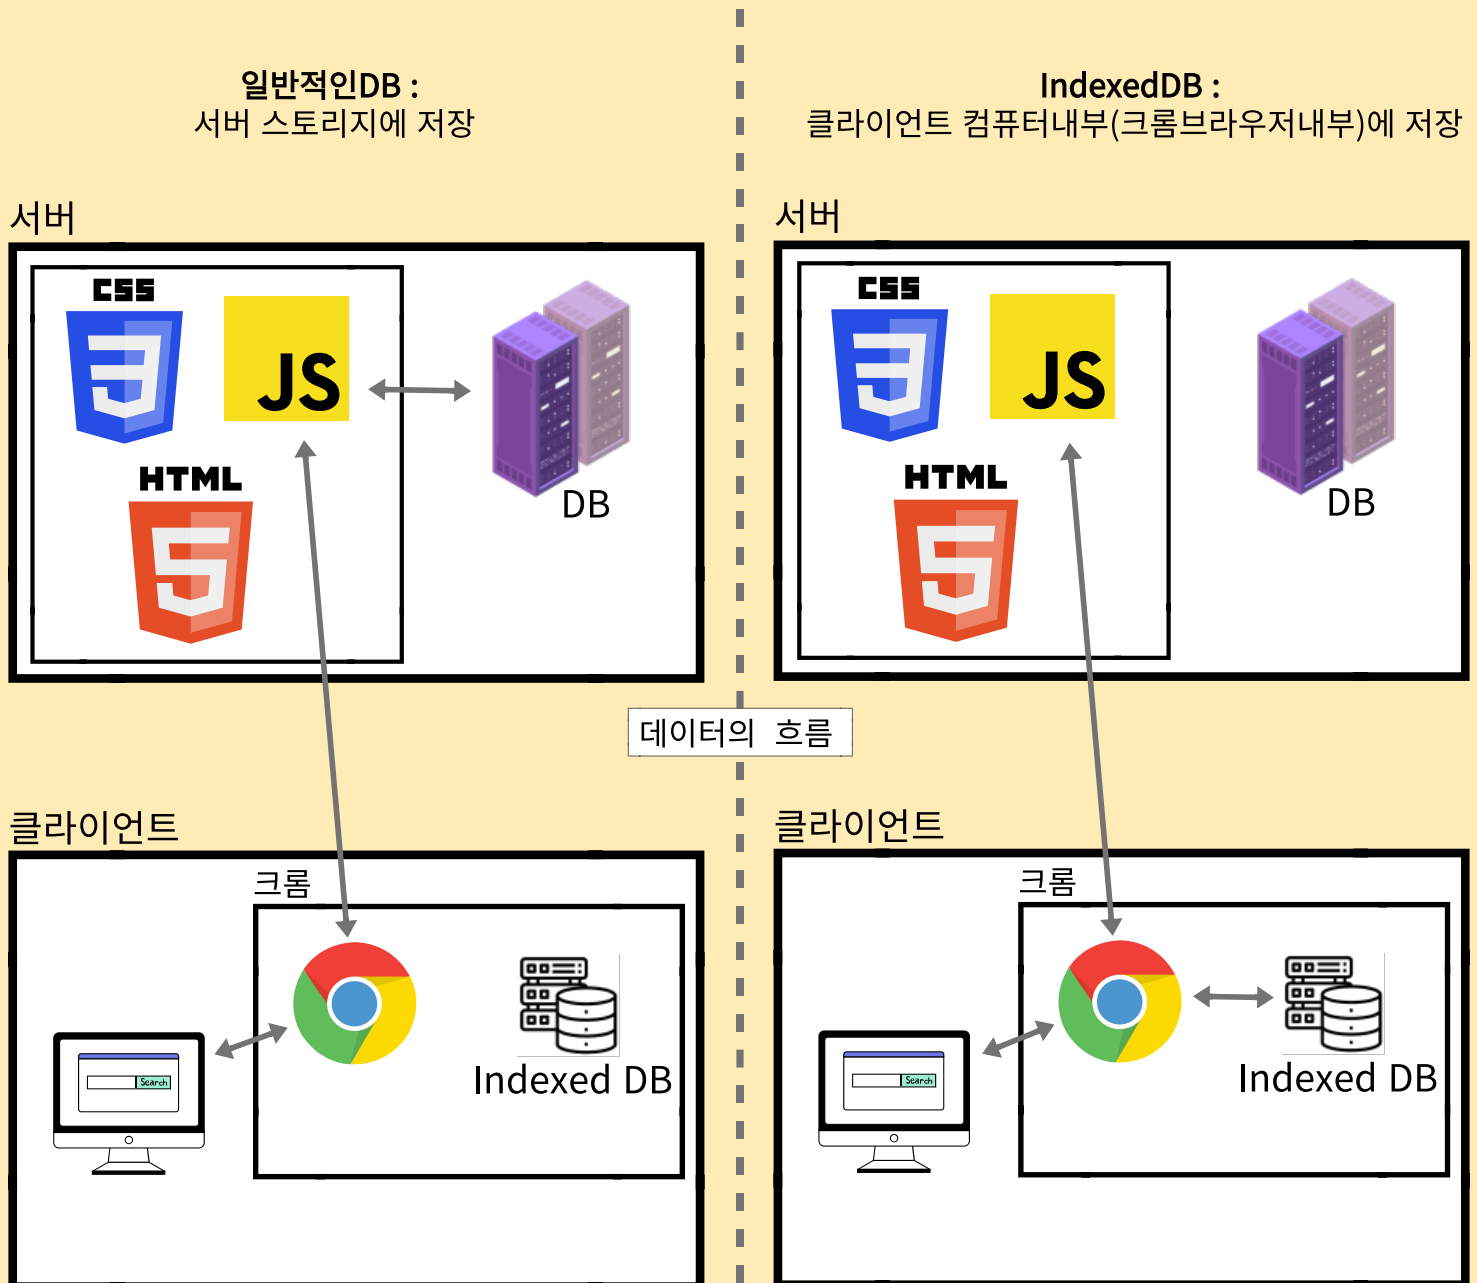 일반적인DB :
서버 스토리지에 저장
서버
CSS
JS
HTML
DB
클라이언트
크롬
Search
Indexed DB
데이터의 흐름
IndexedDB :
클라이언트 컴퓨터내부(크롬브라우저내부)에 저장
서버
CSS
JS
HTML
DB
클라이언트
크롬
Search
Indexed DB